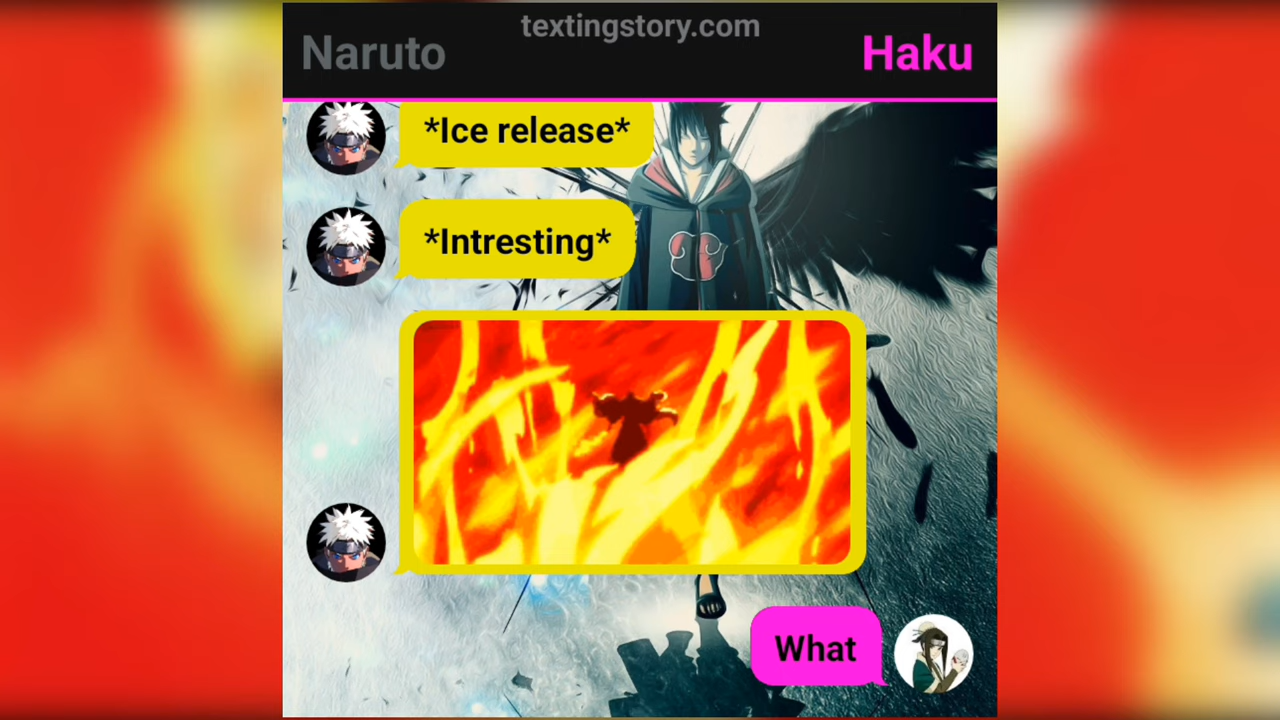 textingstory.com
Naruto
Haku
*Ice release*
*Intresting*
What